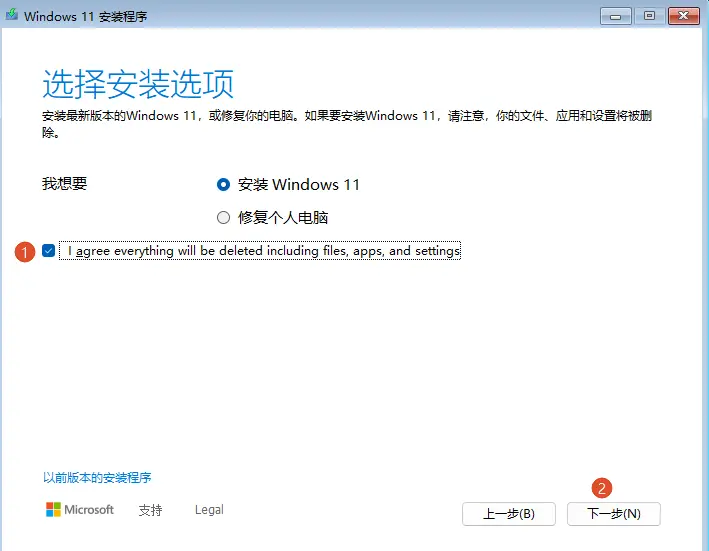 Windows 11 安装程序
选择安装选项
安装最新版本的Windows 11，或修复你的电脑。如果要安装Windows 11，请注意，你的文件、应用和设置将被删
除。
我想要
安装 Windows 11
修复个人电脑
1
I agree everything will be deleted including files, apps, and settings
以前版本的安装程序
2
Microsoft 支持 Legal 上一步(B) 下一步(N)